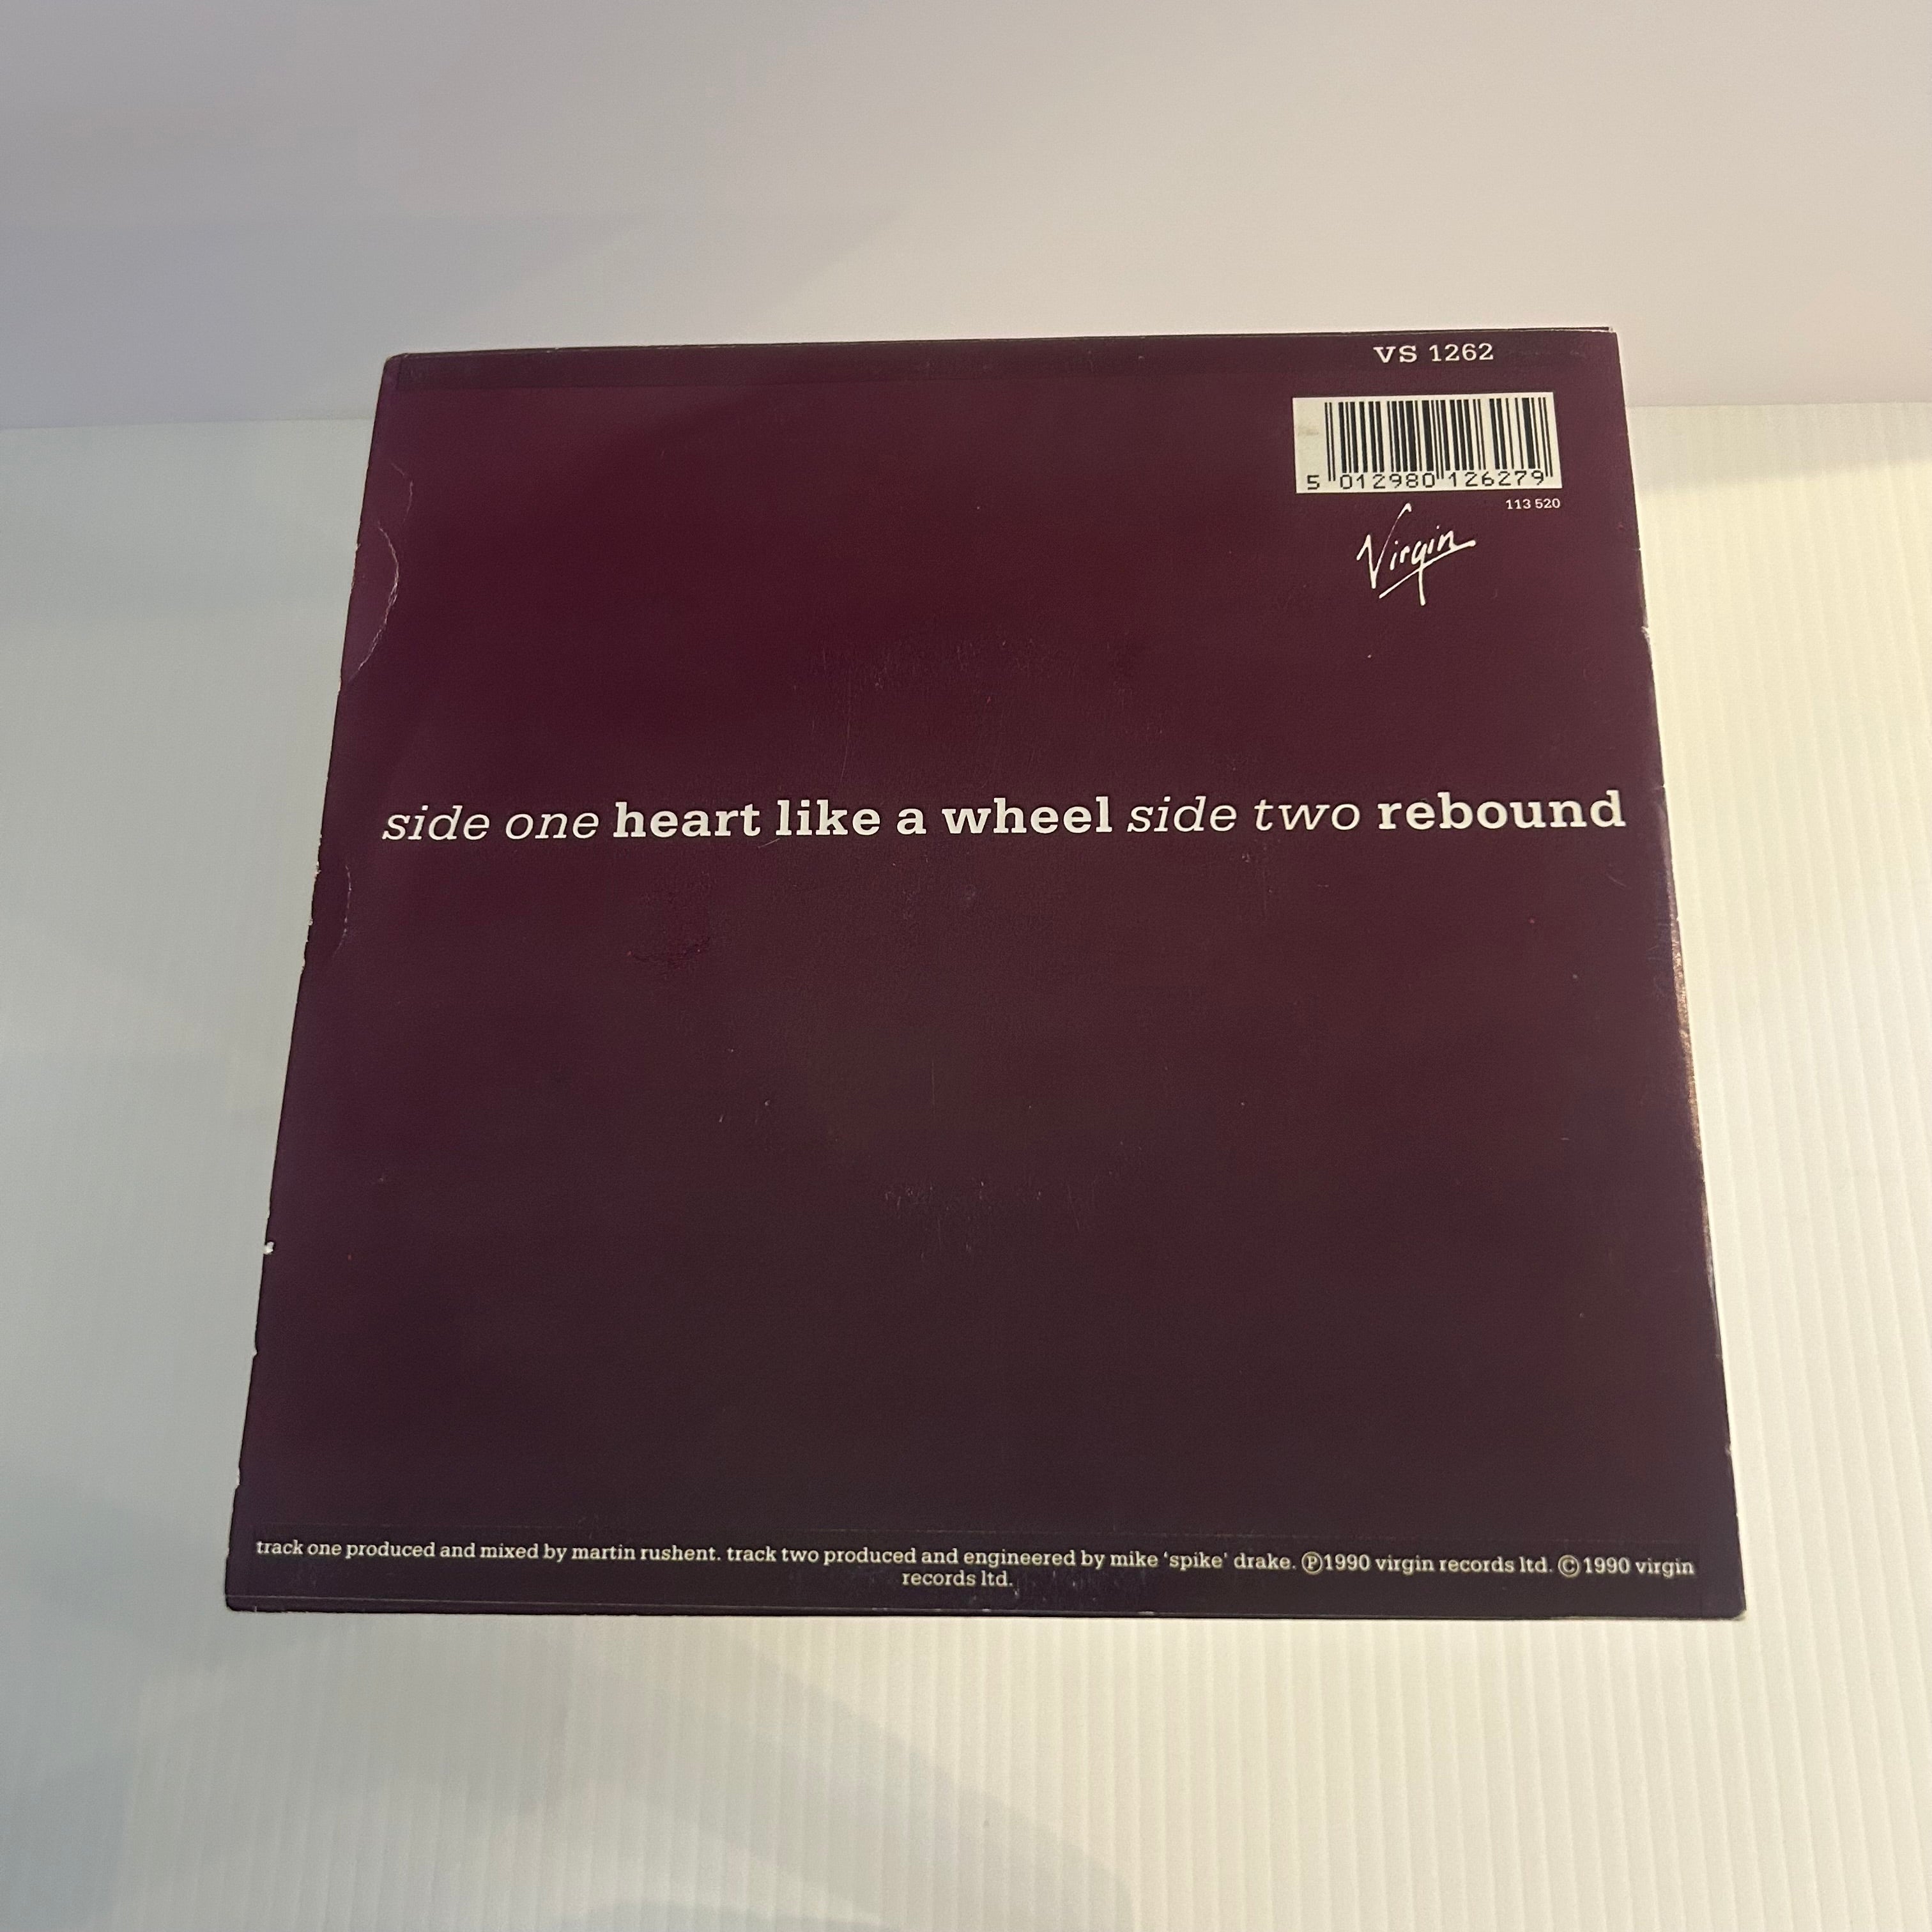 VS 1262
5 012980 126279
113 520
Virgin
side one heart like a wheel side two rebound
track one produced and mixed by martin rushent. track two produced and engineered by mike 'spike' drake. ℗1990 virgin records ltd. ©1990 virgin
records ltd.